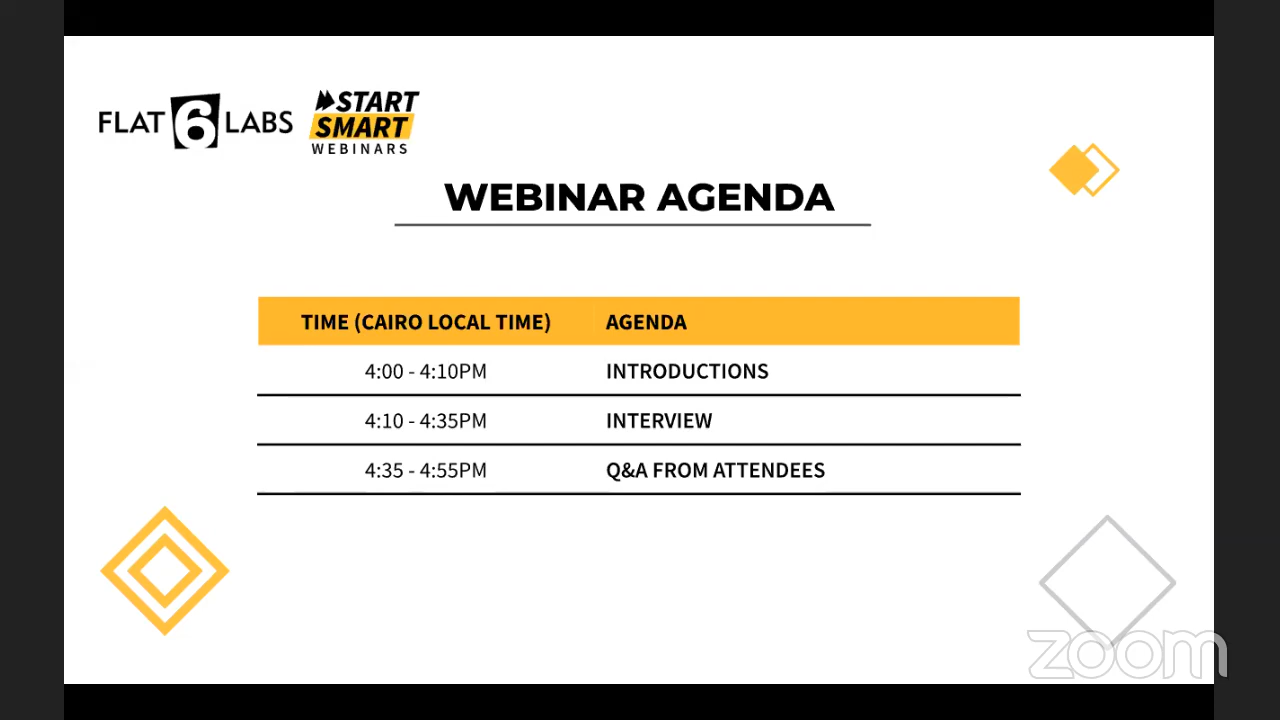 FLAT 6 LABS
START
SMART
WEBINARS
WEBINAR AGENDA
TIME (CAIRO LOCAL TIME) AGENDA
4:00 - 4:10PM INTRODUCTIONS
4:10 - 4:35PM INTERVIEW
4:35 - 4:55PM Q&A FROM ATTENDEES
zoom